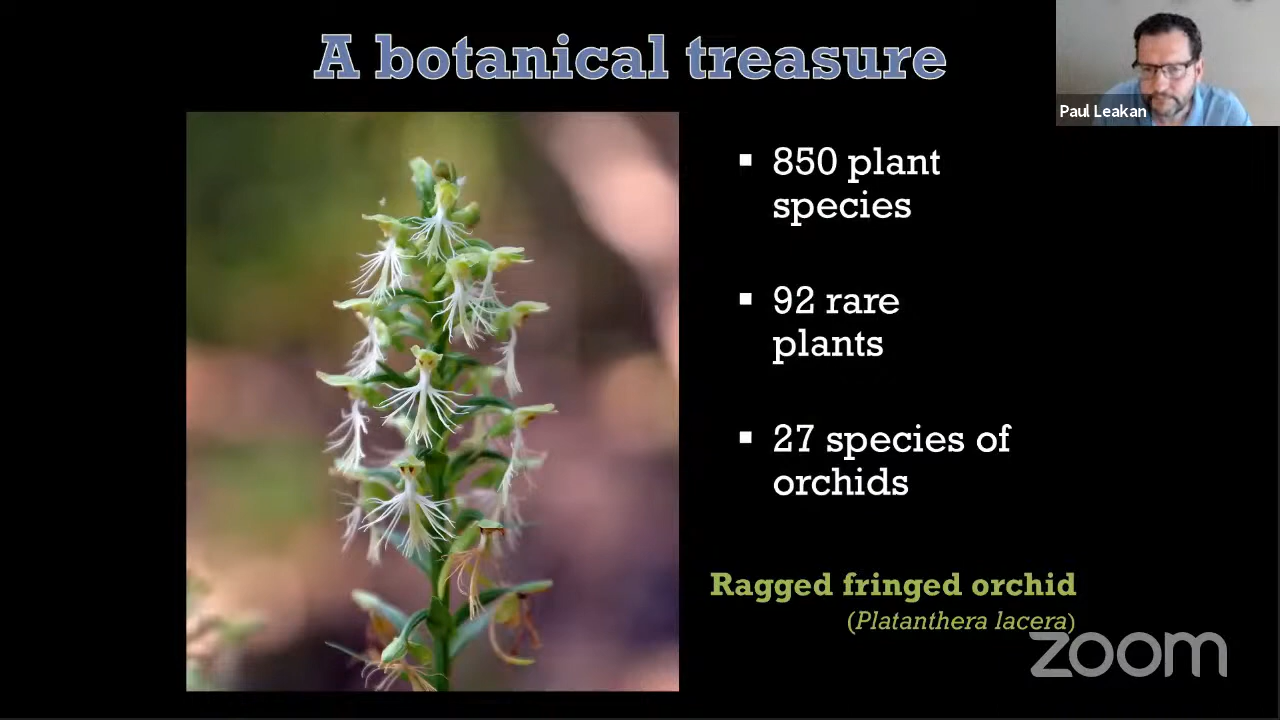 A botanical treasure
Paul Leakan
▪ 850 plant
species
▪ 92 rare
plants
▪ 27 species of
orchids
Ragged fringed orchid
(Platanthera lacera)
zoom